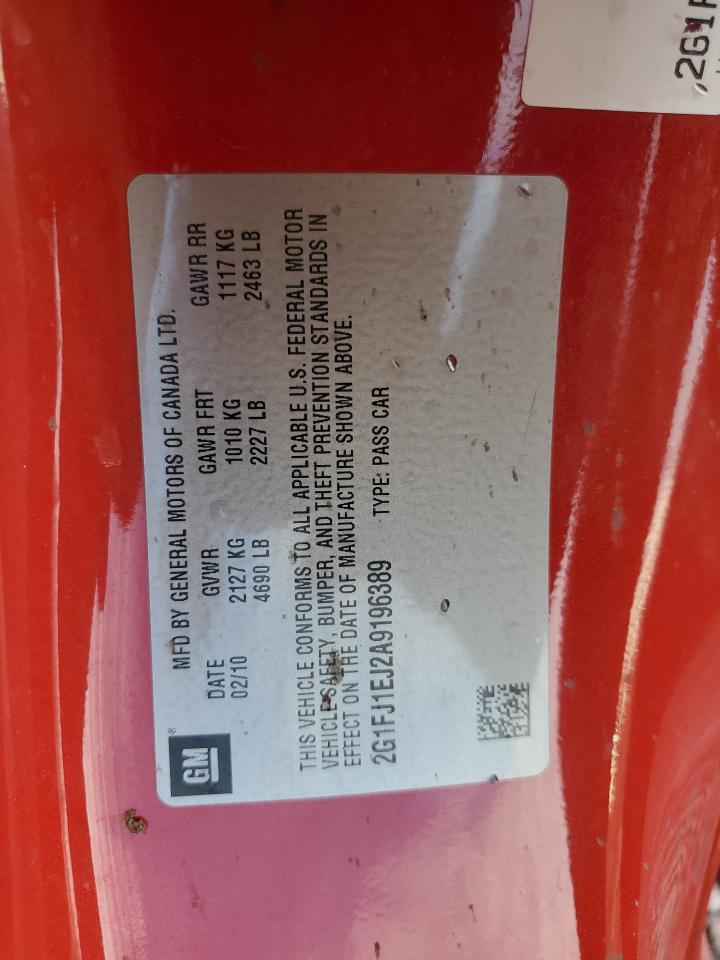 2G1F
GM®
MFD BY GENERAL MOTORS OF CANADA LTD.
DATE GVWR GAWR FRT GAWR RR
02/10 2127 KG 1010 KG 1117 KG
4690 LB 2227 LB 2463 LB
THIS VEHICLE CONFORMS TO ALL APPLICABLE U.S. FEDERAL MOTOR
VEHICLE SAFETY, BUMPER, AND THEFT PREVENTION STANDARDS IN
EFFECT ON THE DATE OF MANUFACTURE SHOWN ABOVE.
2G1FJ1EJ2A9196389 TYPE: PASS CAR